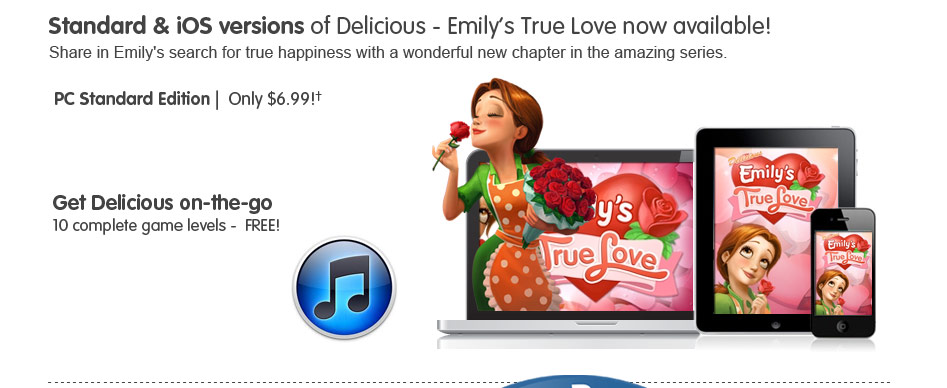 Standard & iOS versions of Delicious - Emily's True Love now available!
Share in Emily's search for true happiness with a wonderful new chapter in the amazing series.
PC Standard Edition | Only $6.99!†
Get Delicious on-the-go
10 complete game levels - FREE!
ly's
True Love
Delicious
Emily's
True Love
Emily's
True Love